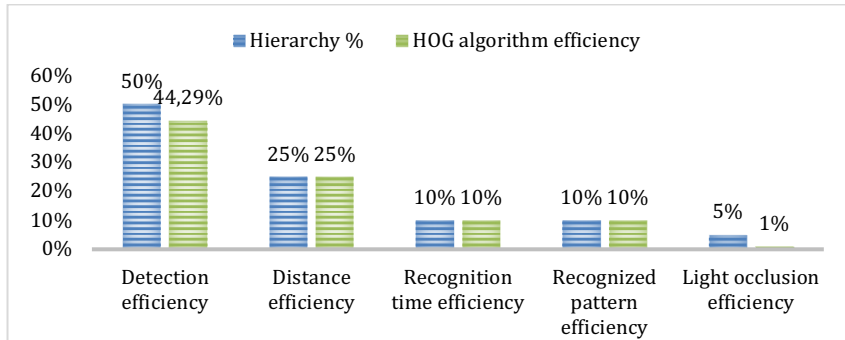 Hierarchy % HOG algorithm efficiency
60%
50%
40%
30%
20%
10%
0%
50%
44,29%
25% 25%
10% 10%
10% 10%
5%
1%
Detection
efficiency
Distance
efficiency
Recognition
time efficiency
Recognized
pattern
efficiency
Light occlusion
efficiency